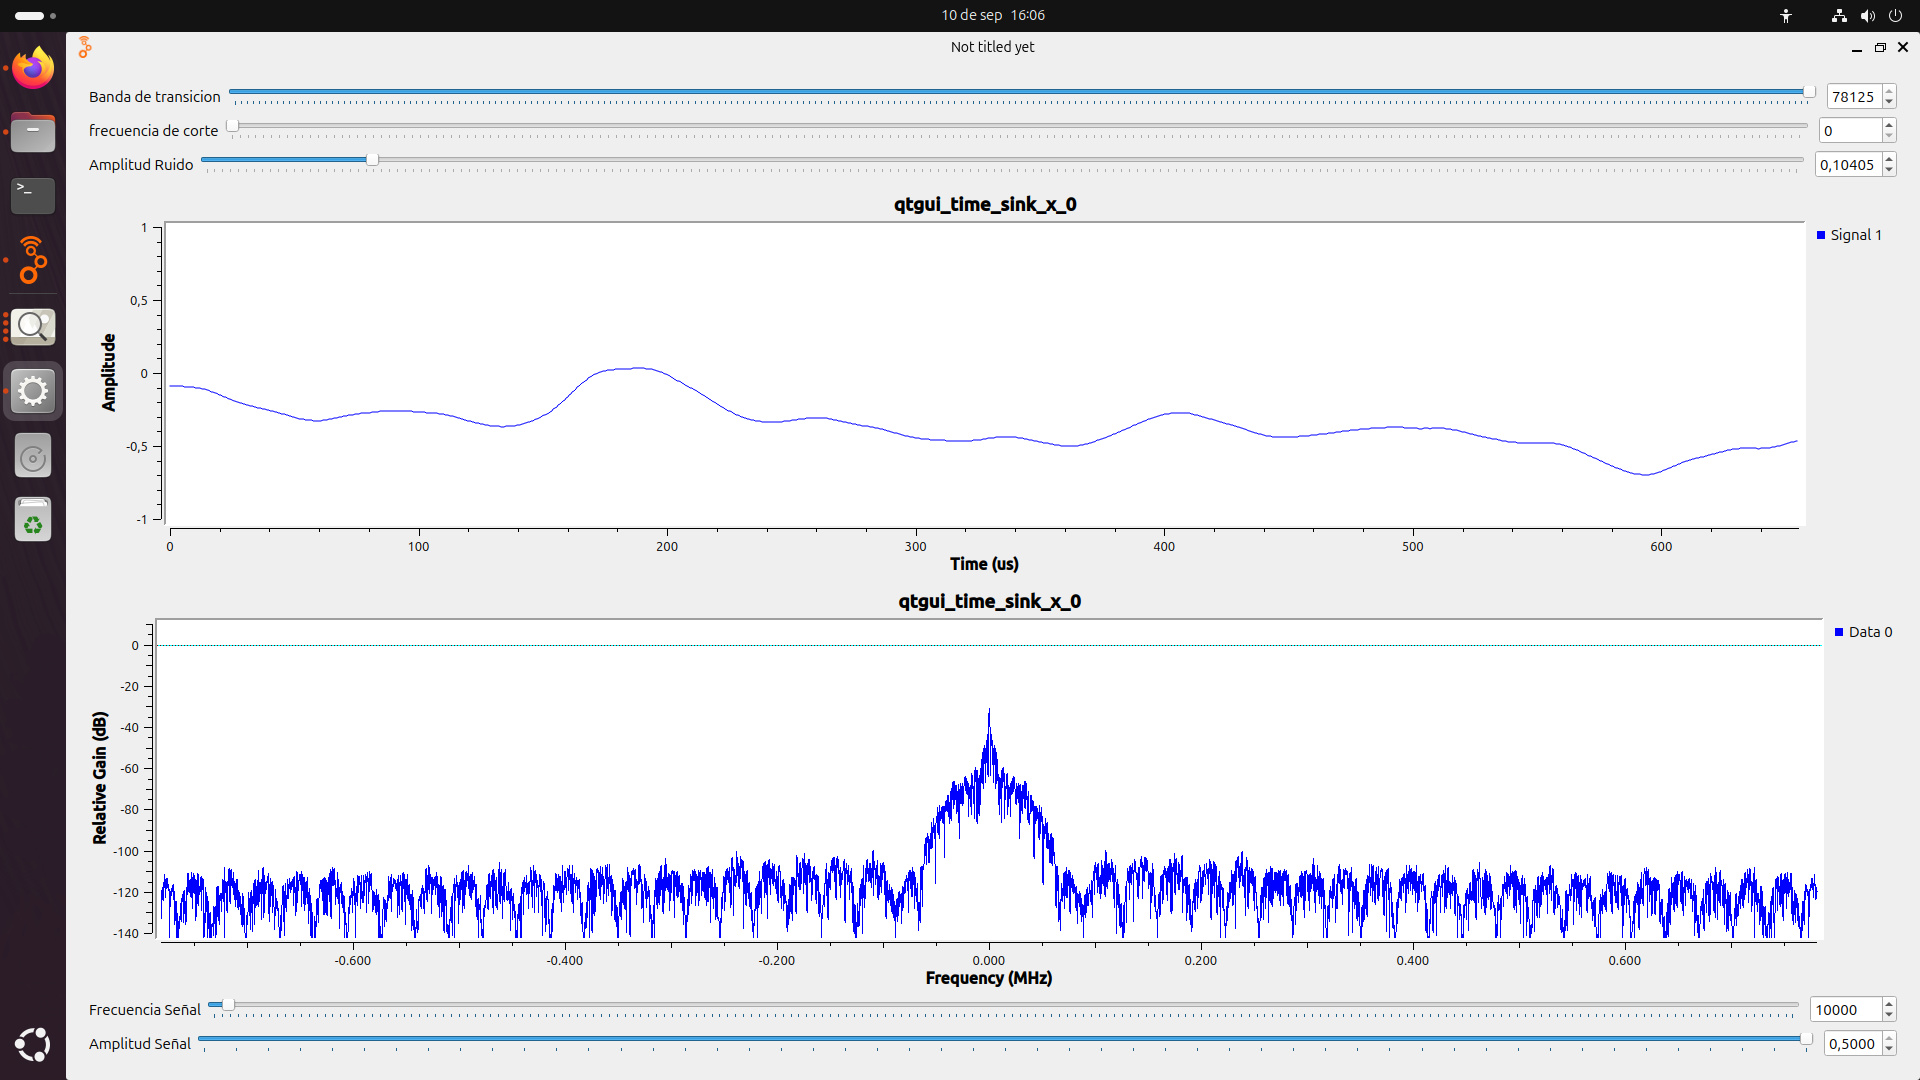 10 de sep 16:06
Not titled yet
Banda de transicion 78125
frecuencia de corte 0
Amplitud Ruido 0,10405
qtgui_time_sink_x_0
Signal 1
1
0,5
0
-0,5
-1
Amplitude
0 100 200 300 400 500 600
Time (us)
qtgui_time_sink_x_0
Data 0
0
-20
-40
-60
-80
-100
-120
-140
Relative Gain (dB)
-0.600 -0.400 -0.200 0.000 0.200 0.400 0.600
Frequency (MHz)
Frecuencia Señal 10000
Amplitud Señal 0,5000